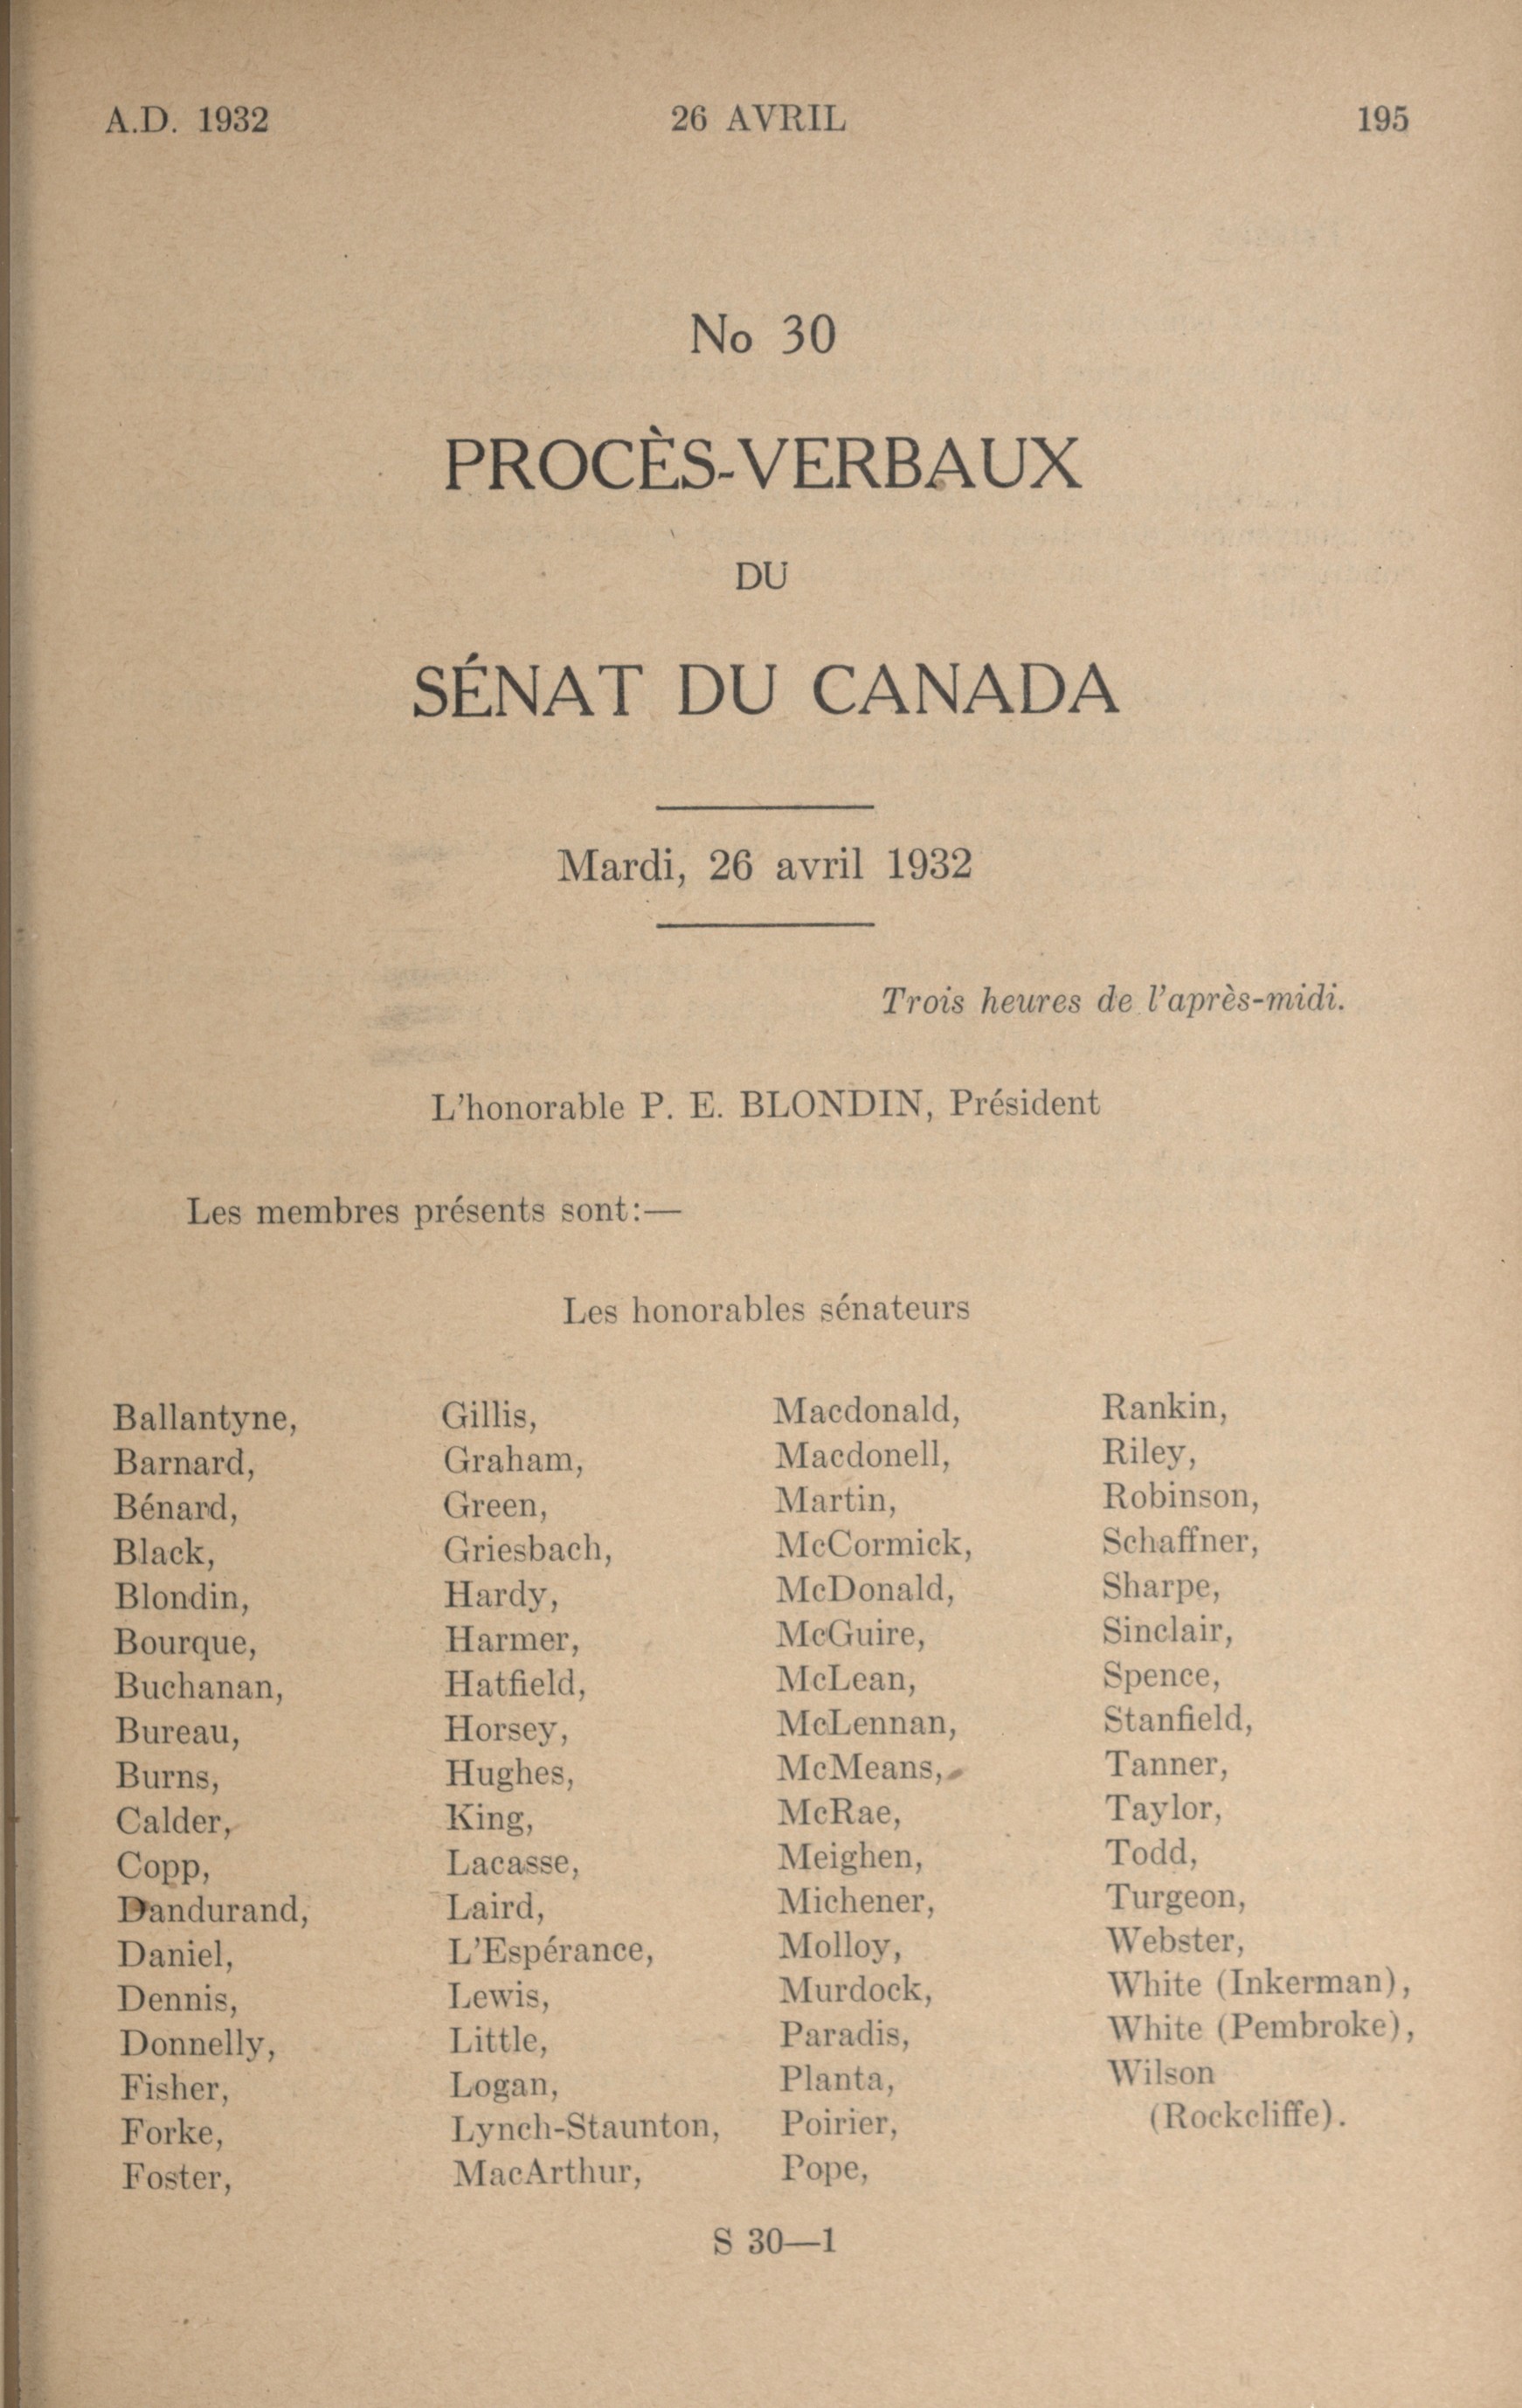 A.D. 1932 26 AVRIL 195
No 30
PROCÈS-VERBAUX
DU
SÉNAT DU CANADA
Mardi, 26 avril 1932
Trois heures de l'après-midi.
L'honorable P. E. BLONDIN, Président
Les membres présents sont:—
Les honorables sénateurs
Ballantyne,
Barnard,
Bénard,
Black,
Blondin,
Bourque,
Buchanan,
Bureau,
Burns,
Calder,
Copp,
Dandurand,
Daniel,
Dennis,
Donnelly,
Fisher,
Forke,
Foster,
Gillis,
Graham,
Green,
Griesbach,
Hardy,
Harmer,
Hatfield,
Horsey,
Hughes,
King,
Lacasse,
Laird,
L'Espérance,
Lewis,
Little,
Logan,
Lynch-Staunton,
MacArthur,
Macdonald,
Macdonell,
Martin,
McCormick,
McDonald,
McGuire,
McLean,
McLennan,
McMeans,
McRae,
Meighen,
Michener,
Molloy,
Murdock,
Paradis,
Planta,
Poirier,
Pope,
Rankin,
Riley,
Robinson,
Schaffner,
Sharpe,
Sinclair,
Spence,
Stanfield,
Tanner,
Taylor,
Todd,
Turgeon,
Webster,
White (Inkerman),
White (Pembroke),
Wilson
(Rockcliffe).
S 30—1